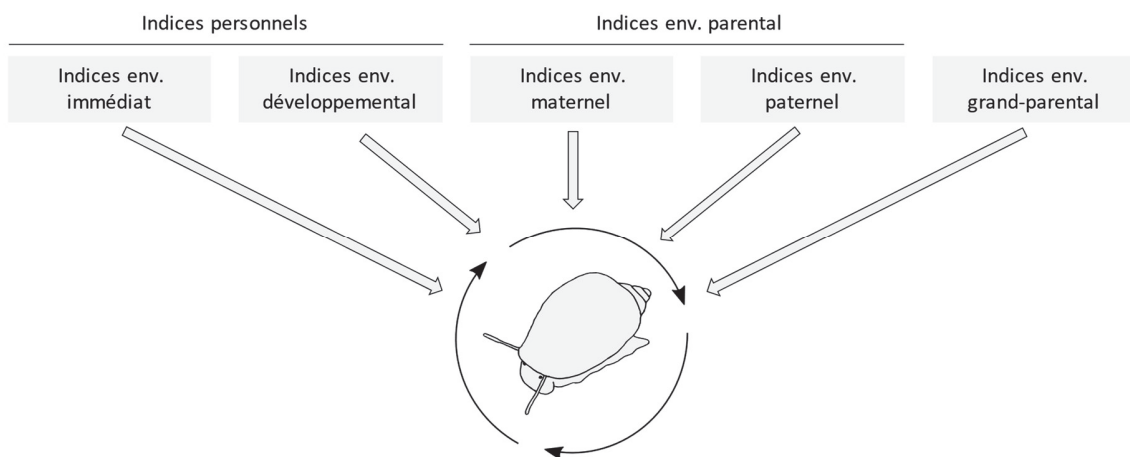 Indices personnels
Indices env. parental
Indices env.
immédiat
Indices env.
développemental
Indices env.
maternel
Indices env.
paternel
Indices env.
grand-parental